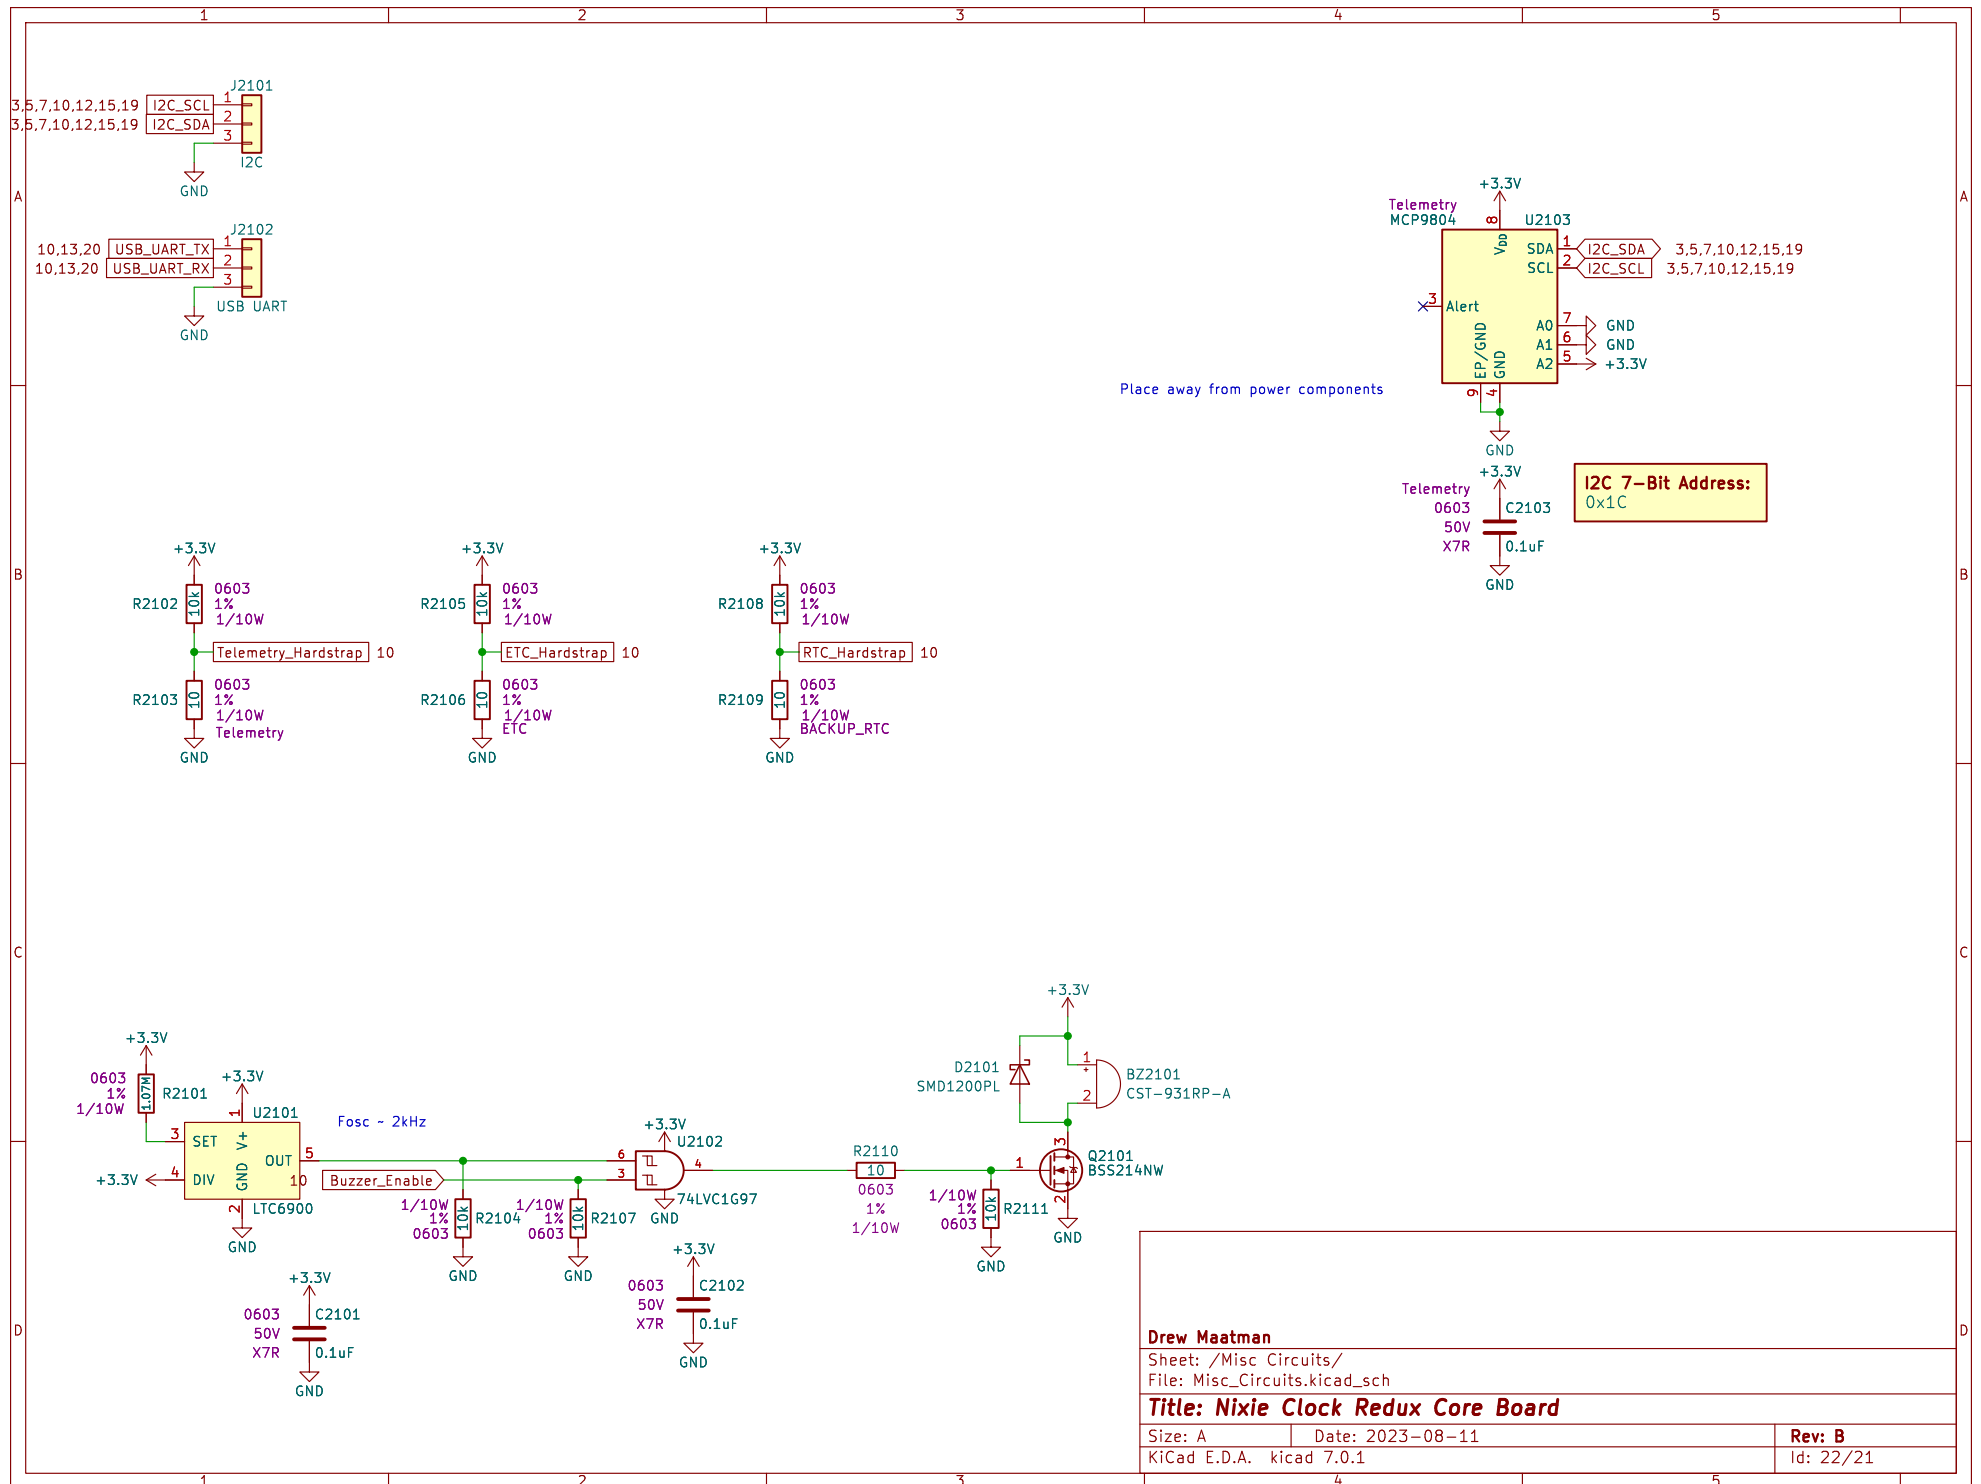 1 2 3 4 5
J2101
3,5,7,10,12,15,19 I2C_SCL 1
3,5,7,10,12,15,19 I2C_SDA 2
3
I2C
GND
A A
J2102
10,13,20 USB_UART_TX 1
10,13,20 USB_UART_RX 2
3
USB UART
GND
+3.3V
Telemetry
MCP9804 8 U2103
VDD
SDA 1 I2C_SDA 3,5,7,10,12,15,19
SCL 2 I2C_SCL 3,5,7,10,12,15,19
3 Alert
A0 7 GND
A1 6 GND
A2 5 +3.3V
EP/GND GND
9 4
GND
Place away from power components
+3.3V
Telemetry
0603 C2103
50V
X7R 0.1uF
GND
I2C 7-Bit Address:
0x1C
B B
+3.3V
R2102 10k 0603
1%
1/10W
Telemetry_Hardstrap 10
R2103 10 0603
1%
1/10W
Telemetry
GND
+3.3V
R2105 10k 0603
1%
1/10W
ETC_Hardstrap 10
R2106 10 0603
1%
1/10W
ETC
GND
+3.3V
R2108 10k 0603
1%
1/10W
RTC_Hardstrap 10
R2109 10 0603
1%
1/10W
BACKUP_RTC
GND
C C
+3.3V
0603
1% 1.07M R2101
1/10W
+3.3V
1 U2101
3 SET V+
OUT 5
+3.3V 4 DIV GND
2 LTC6900
GND
Fosc ~ 2kHz
10 Buzzer_Enable
1/10W
1% 10k R2104
0603
GND
1/10W
1% 10k R2107
0603
GND
+3.3V
U2102
6
3
4
74LVC1G97
GND
R2110
10
0603
1%
1/10W
1/10W
1% 10k R2111
0603
GND
+3.3V
D2101
SMD1200PL
1
+
2
BZ2101
CST-931RP-A
3
1
2
Q2101
BSS214NW
GND
+3.3V
0603 C2101
50V
X7R 0.1uF
GND
+3.3V
0603 C2102
50V
X7R 0.1uF
GND
D D
Drew Maatman
Sheet: /Misc Circuits/
File: Misc_Circuits.kicad_sch
Title: Nixie Clock Redux Core Board
Size: A Date: 2023-08-11 Rev: B
KiCad E.D.A. kicad 7.0.1 Id: 22/21
1 2 3 4 5